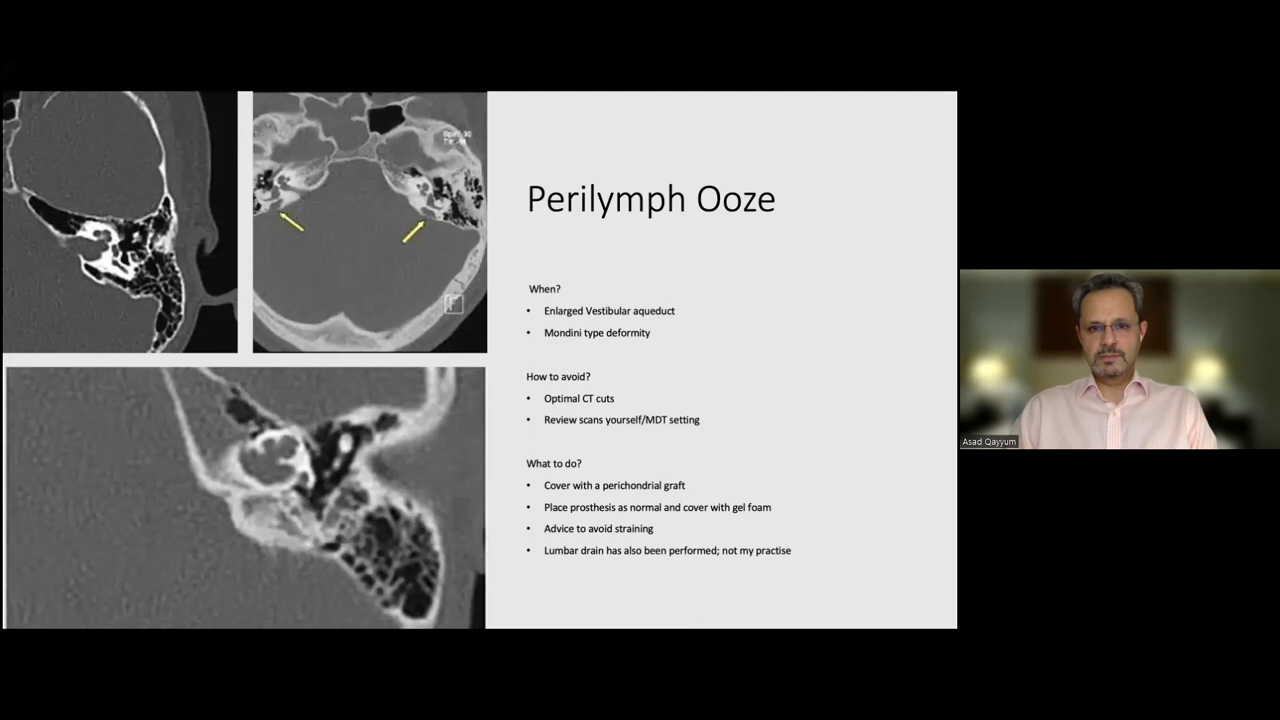 Perilymph Ooze
When?
• Enlarged Vestibular aqueduct
• Mondini type deformity
How to avoid?
• Optimal CT cuts
• Review scans yourself/MDT setting
What to do?
• Cover with a perichondrial graft
• Place prosthesis as normal and cover with gel foam
• Advice to avoid straining
• Lumbar drain has also been performed; not my practise
Asad Qayyum